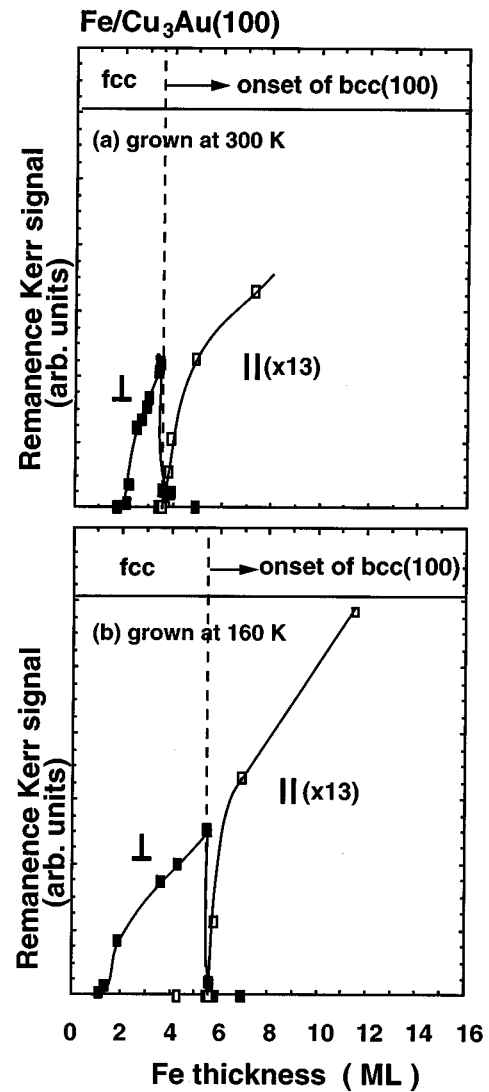 Fe/Cu₃Au(100)
fcc
onset of bcc(100)
(a) grown at 300 K
Remanence Kerr signal
(arb. units)
⊥
||(x13)
fcc
onset of bcc(100)
(b) grown at 160 K
Remanence Kerr signal
(arb. units)
⊥
||(x13)
0 2 4 6 8 10 12 14 16
Fe thickness ( ML )